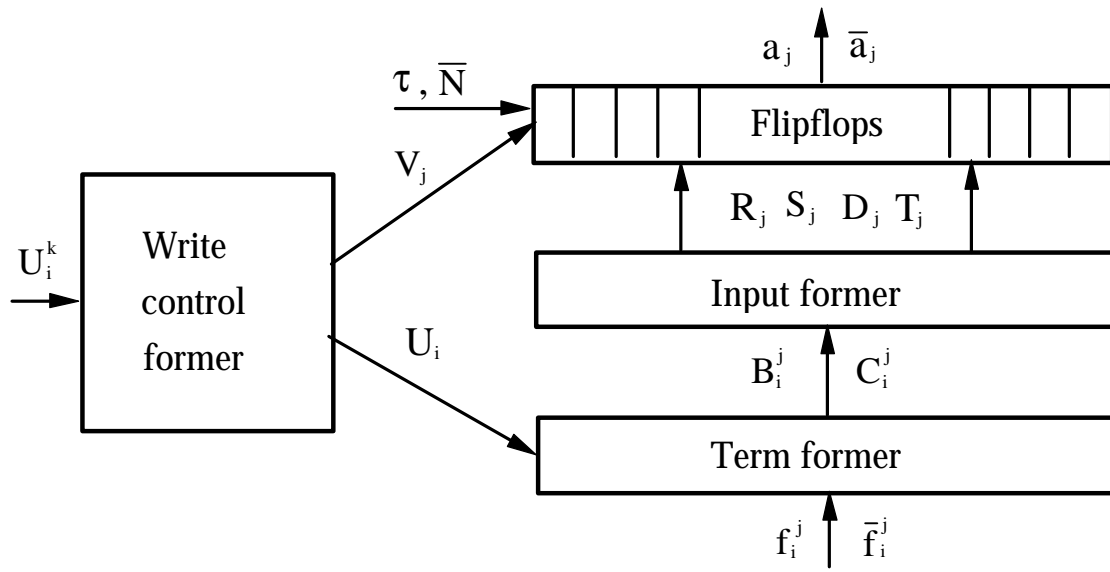 a_j  a̅_j
τ , N̅
Flipflops
V_j
R_j  S_j  D_j  T_j
Write
control
former
U_i^k
Input former
U_i
B_i^j  C_i^j
Term former
f_i^j  f̅_i^j